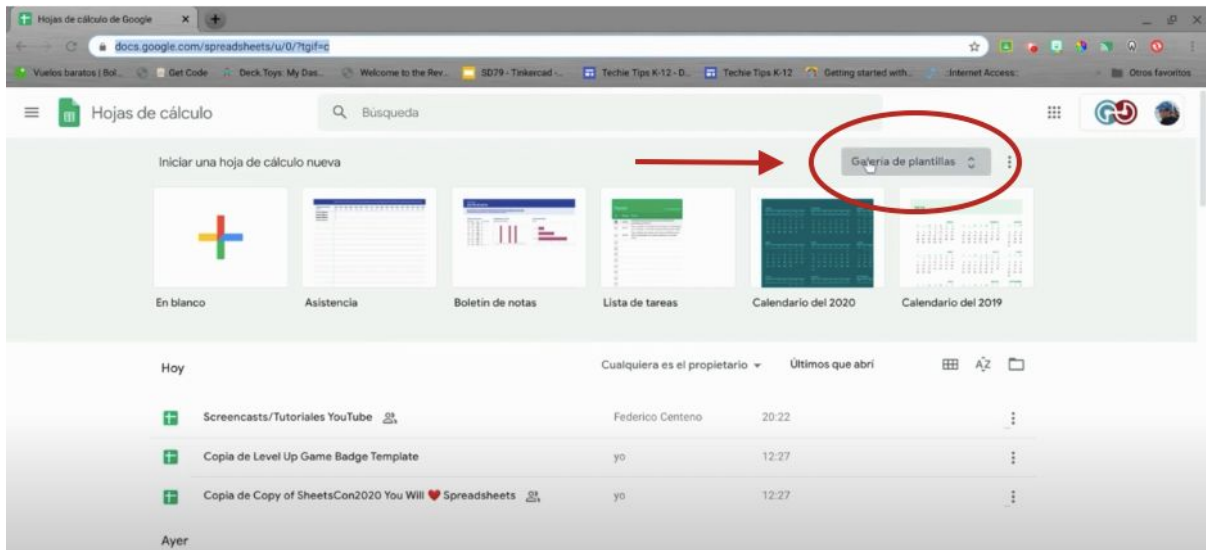 Hojas de cálculo de Google
docs.google.com/spreadsheets/u/0/?tgif=c
Vuelos baratos | Bol... Get Code Deck.Toys: My Das... Welcome to the Rev... SD79 - Tinkercad -... Techie Tips K-12 - D... Techie Tips K-12 Getting started with... ::Internet Access:: Otros favoritos
Hojas de cálculo Búsqueda
Iniciar una hoja de cálculo nueva Galería de plantillas
En blanco Asistencia Boletín de notas Lista de tareas Calendario del 2020 Calendario del 2019
Hoy Cualquiera es el propietario Últimos que abrí AZ
Screencasts/Tutoriales YouTube Federico Centeno 20:22
Copia de Level Up Game Badge Template yo 12:27
Copia de Copy of SheetsCon2020 You Will ❤ Spreadsheets yo 12:27
Ayer